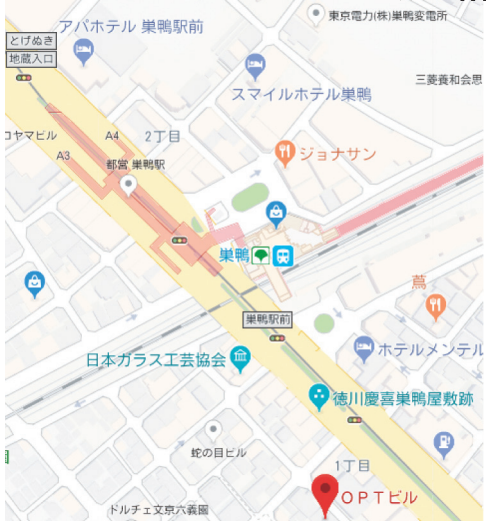 東京電力(株)巣鴨変電所
アパホテル 巣鴨駅前
とげぬき
地蔵入口
三菱養和会思
スマイルホテル巣鴨
コヤマビル
A4
2丁目
A3
ジョナサン
都営 巣鴨駅
巣鴨
蔦
巣鴨駅前
日本ガラス工芸協会
ホテルメンテル
徳川慶喜巣鴨屋敷跡
蛇の目ビル
1丁目
OPTビル
ドルチェ文京六義園